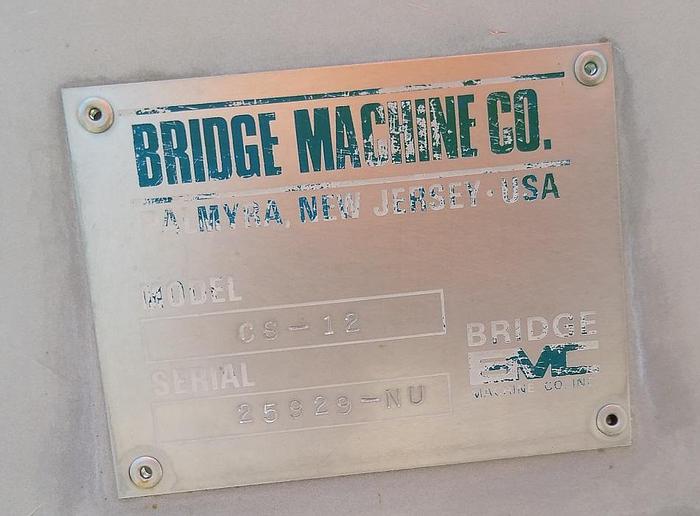 BRIDGE MACHINE CO.
PALMYRA, NEW JERSEY • USA
MODEL
CS-12
SERIAL
25929-NU
BRIDGE
BMC
MACHINE CO. INC.